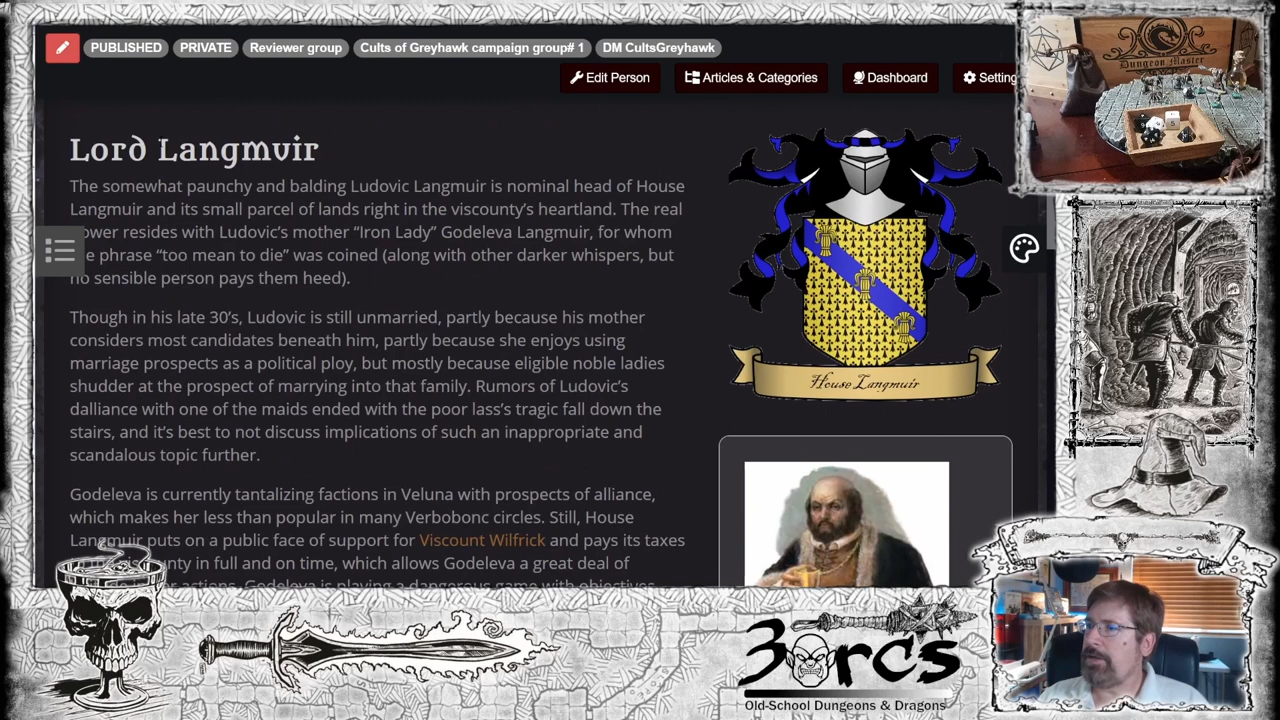 PUBLISHED PRIVATE Reviewer group Cults of Greyhawk campaign group# 1 DM CultsGreyhawk
Edit Person Articles & Categories Dashboard Setting
Dungeon Master
Lord Langmuir
The somewhat paunchy and balding Ludovic Langmuir is nominal head of House
Langmuir and its small parcel of lands right in the viscounty's heartland. The real
ower resides with Ludovic's mother “Iron Lady” Godeleva Langmuir, for whom
e phrase “too mean to die” was coined (along with other darker whispers, but
no sensible person pays them heed).
Though in his late 30's, Ludovic is still unmarried, partly because his mother
considers most candidates beneath him, partly because she enjoys using
marriage prospects as a political ploy, but mostly because eligible noble ladies
shudder at the prospect of marrying into that family. Rumors of Ludovic's
dalliance with one of the maids ended with the poor lass's tragic fall down the
stairs, and it's best to not discuss implications of such an inappropriate and
scandalous topic further.
Godeleva is currently tantalizing factions in Veluna with prospects of alliance,
which makes her less than popular in many Verbobonc circles. Still, House
Langmuir puts on a public face of support for Viscount Wilfrick and pays its taxes
nty in full and on time, which allows Godeleva a great deal of
actions. Godeleva is playing a dangerous game with objectives
House Langmuir
3 orcs
Old-School Dungeons & Dragons